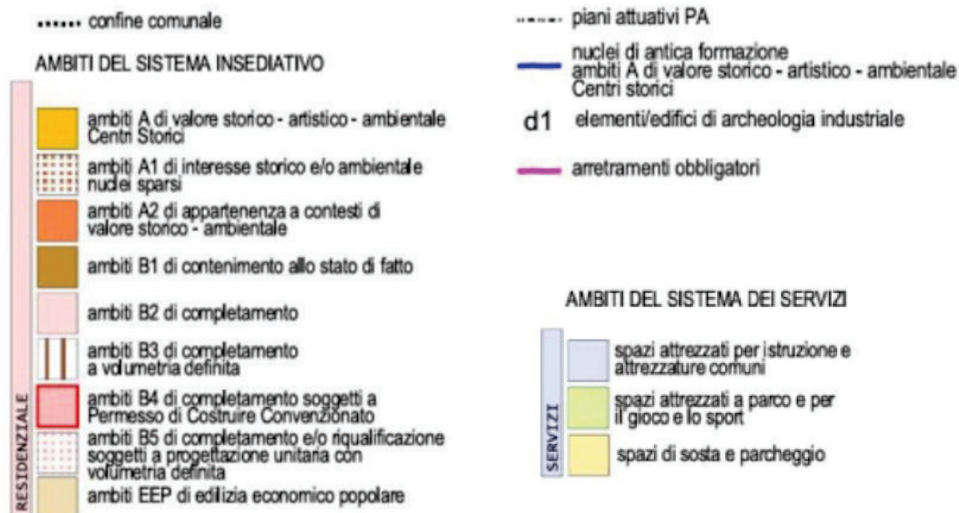 confine comunale
AMBITI DEL SISTEMA INSEDIATIVO
RESIDENZIALE
ambiti A di valore storico - artistico - ambientale
Centri Storici
ambiti A1 di interesse storico e/o ambientale
nuclei sparsi
ambiti A2 di appartenenza a contesti di
valore storico - ambientale
ambiti B1 di contenimento allo stato di fatto
ambiti B2 di completamento
ambiti B3 di completamento
a volumetria definita
ambiti B4 di completamento soggetti a
Permesso di Costruire Convenzionato
ambiti B5 di completamento e/o riqualificazione
soggetti a progettazione unitaria con
volumetria definita
ambiti EEP di edilizia economico popolare
piani attuativi PA
nuclei di antica formazione
ambiti A di valore storico - artistico - ambientale
Centri storici
d1 elementi/edifici di archeologia industriale
arretramenti obbligatori
AMBITI DEL SISTEMA DEI SERVIZI
SERVIZI
spazi attrezzati per istruzione e
attrezzature comuni
spazi attrezzati a parco e per
il gioco e lo sport
spazi di sosta e parcheggio